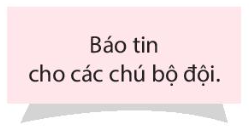 Báo tin
cho các chú bộ đội.